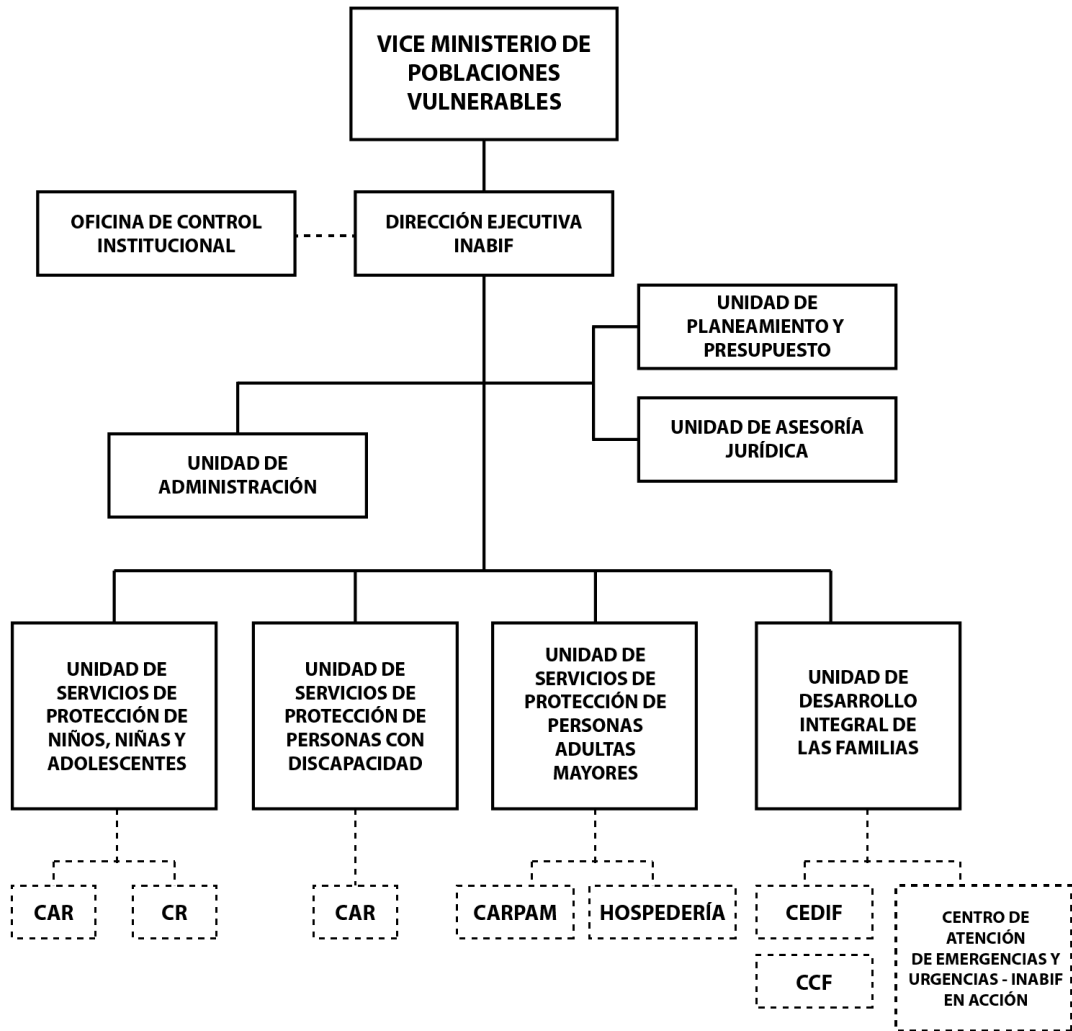 VICE MINISTERIO DE
POBLACIONES
VULNERABLES
OFICINA DE CONTROL
INSTITUCIONAL
DIRECCIÓN EJECUTIVA
INABIF
UNIDAD DE
PLANEAMIENTO Y
PRESUPUESTO
UNIDAD DE ASESORÍA
JURÍDICA
UNIDAD DE
ADMINISTRACIÓN
UNIDAD DE
SERVICIOS DE
PROTECCIÓN DE
NIÑOS, NIÑAS Y
ADOLESCENTES
UNIDAD DE
SERVICIOS DE
PROTECCIÓN DE
PERSONAS CON
DISCAPACIDAD
UNIDAD DE
SERVICIOS DE
PROTECCIÓN DE
PERSONAS
ADULTAS
MAYORES
UNIDAD DE
DESARROLLO
INTEGRAL DE
LAS FAMILIAS
CAR
CR
CAR
CARPAM
HOSPEDERÍA
CEDIF
CCF
CENTRO DE
ATENCIÓN
DE EMERGENCIAS Y
URGENCIAS - INABIF
EN ACCIÓN